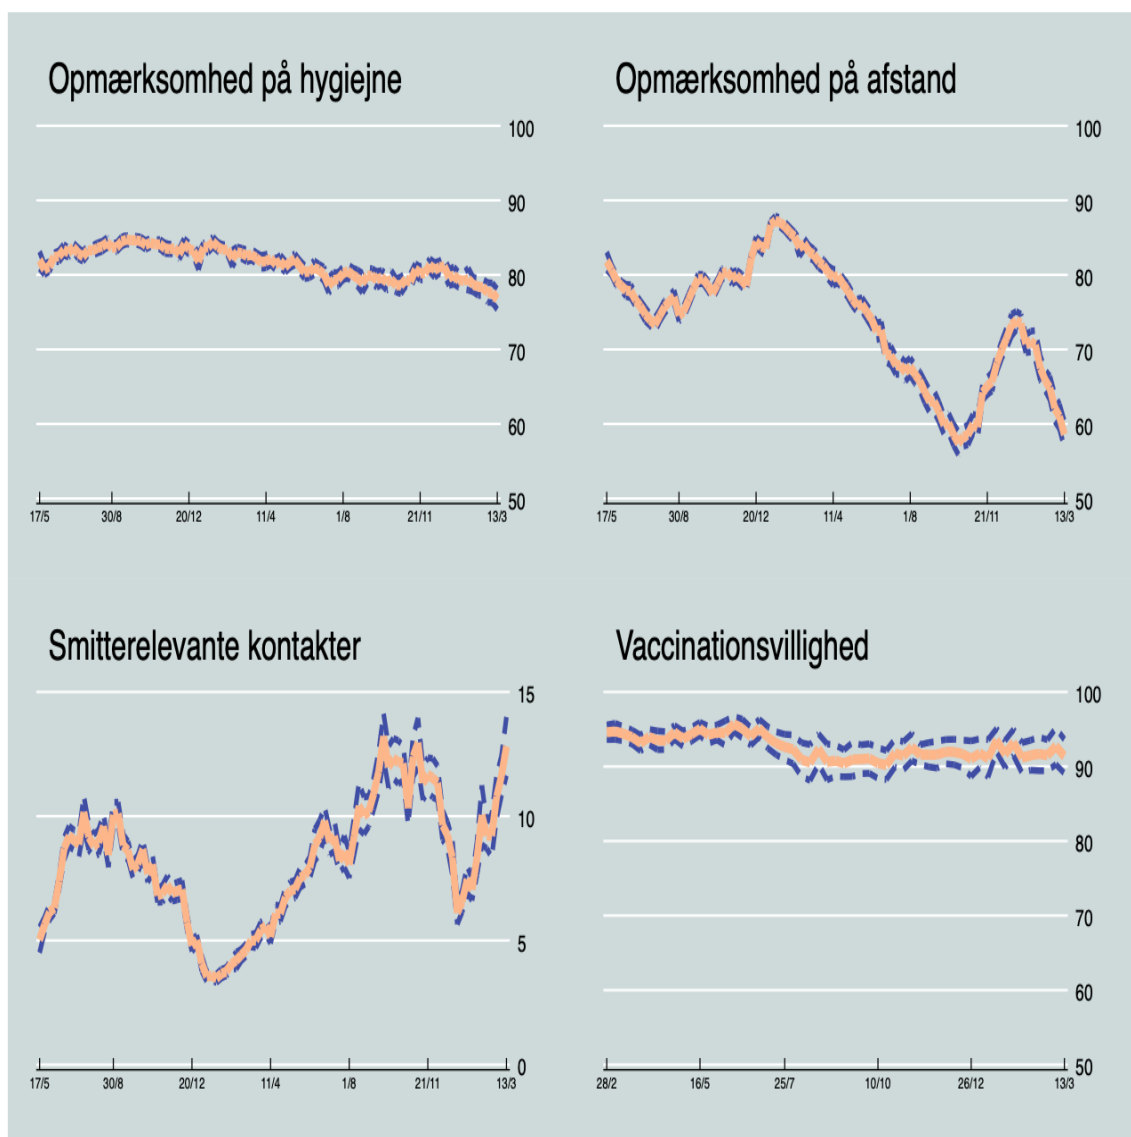 Opmærksomhed på hygiejne
100
90
80
70
60
50
17/5 30/8 20/12 11/4 1/8 21/11 13/3
Opmærksomhed på afstand
100
90
80
70
60
50
17/5 30/8 20/12 11/4 1/8 21/11 13/3
Smitterelevante kontakter
15
10
5
0
17/5 30/8 20/12 11/4 1/8 21/11 13/3
Vaccinationsvillighed
100
90
80
70
60
50
28/2 16/5 25/7 10/10 26/12 13/3